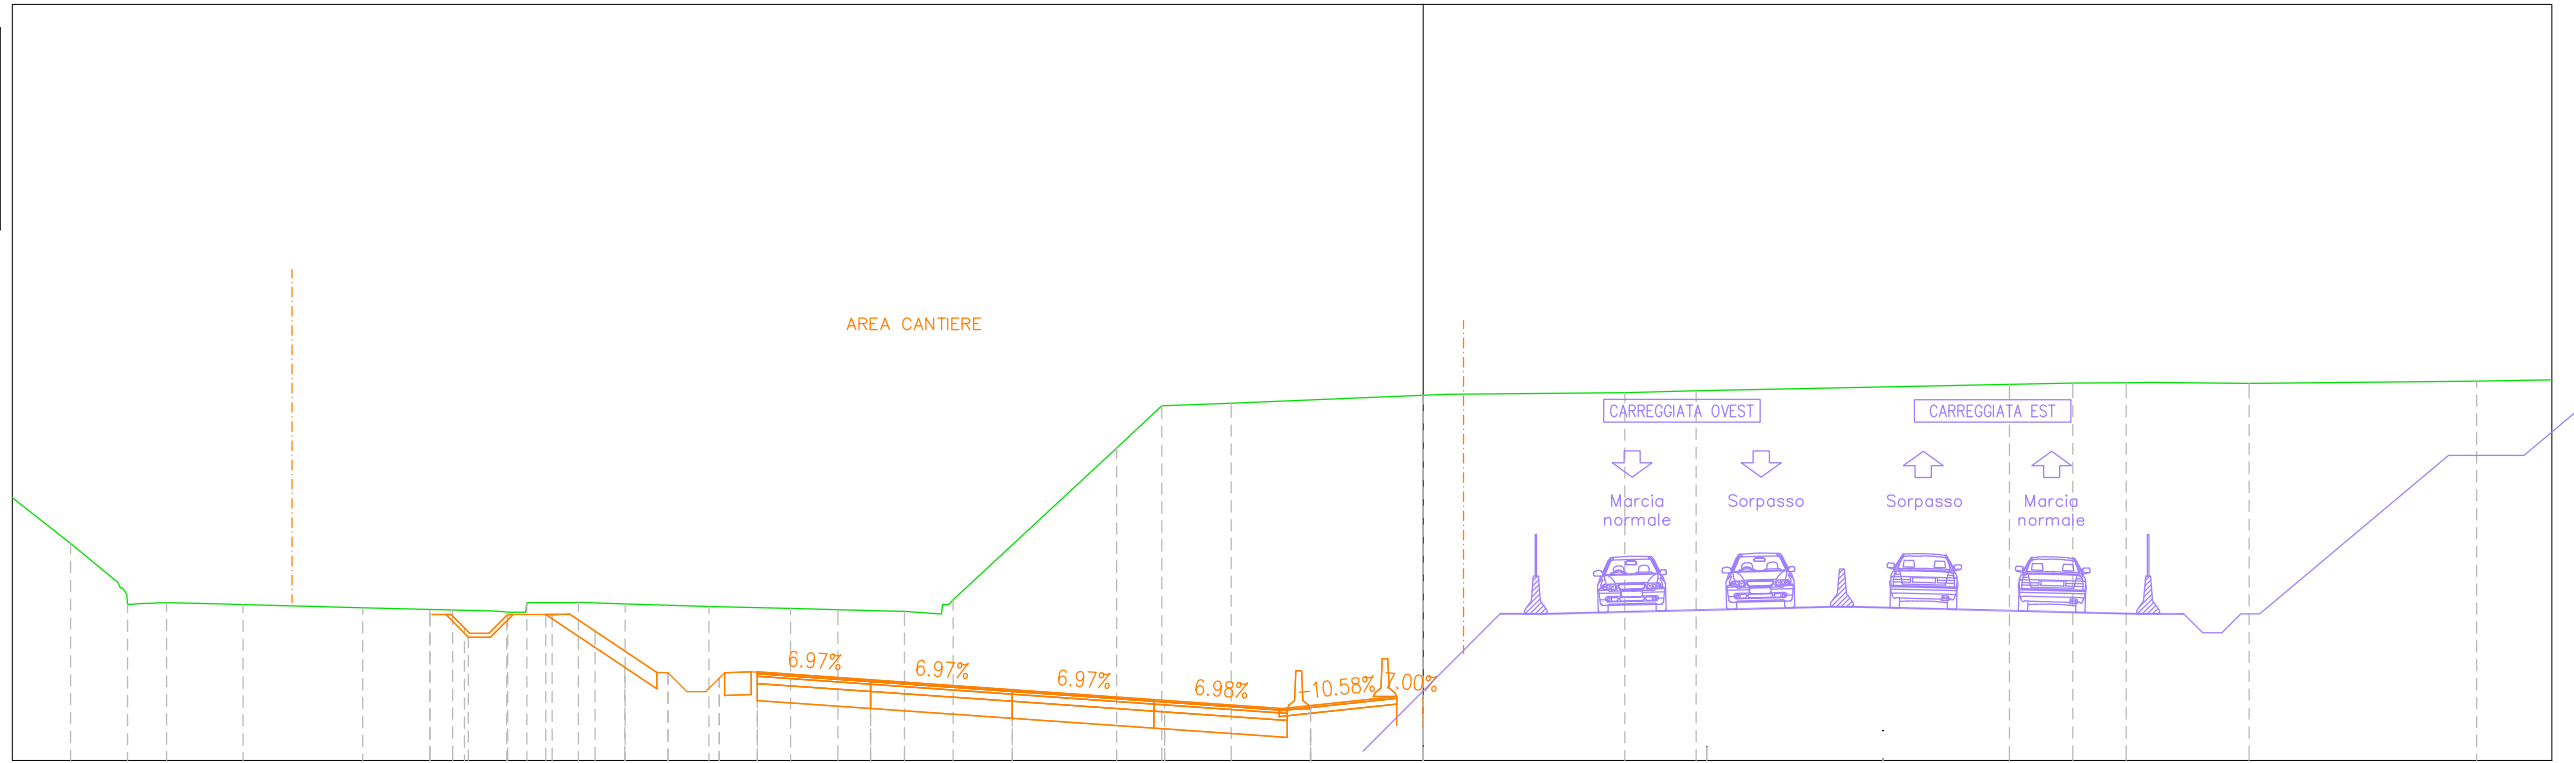 AREA CANTIERE
CARREGGIATA OVEST
CARREGGIATA EST
Marcia
normale
Sorpasso
Sorpasso
Marcia
normale
6.97%
6.97%
6.97%
6.98%
-10.58%
7.00%